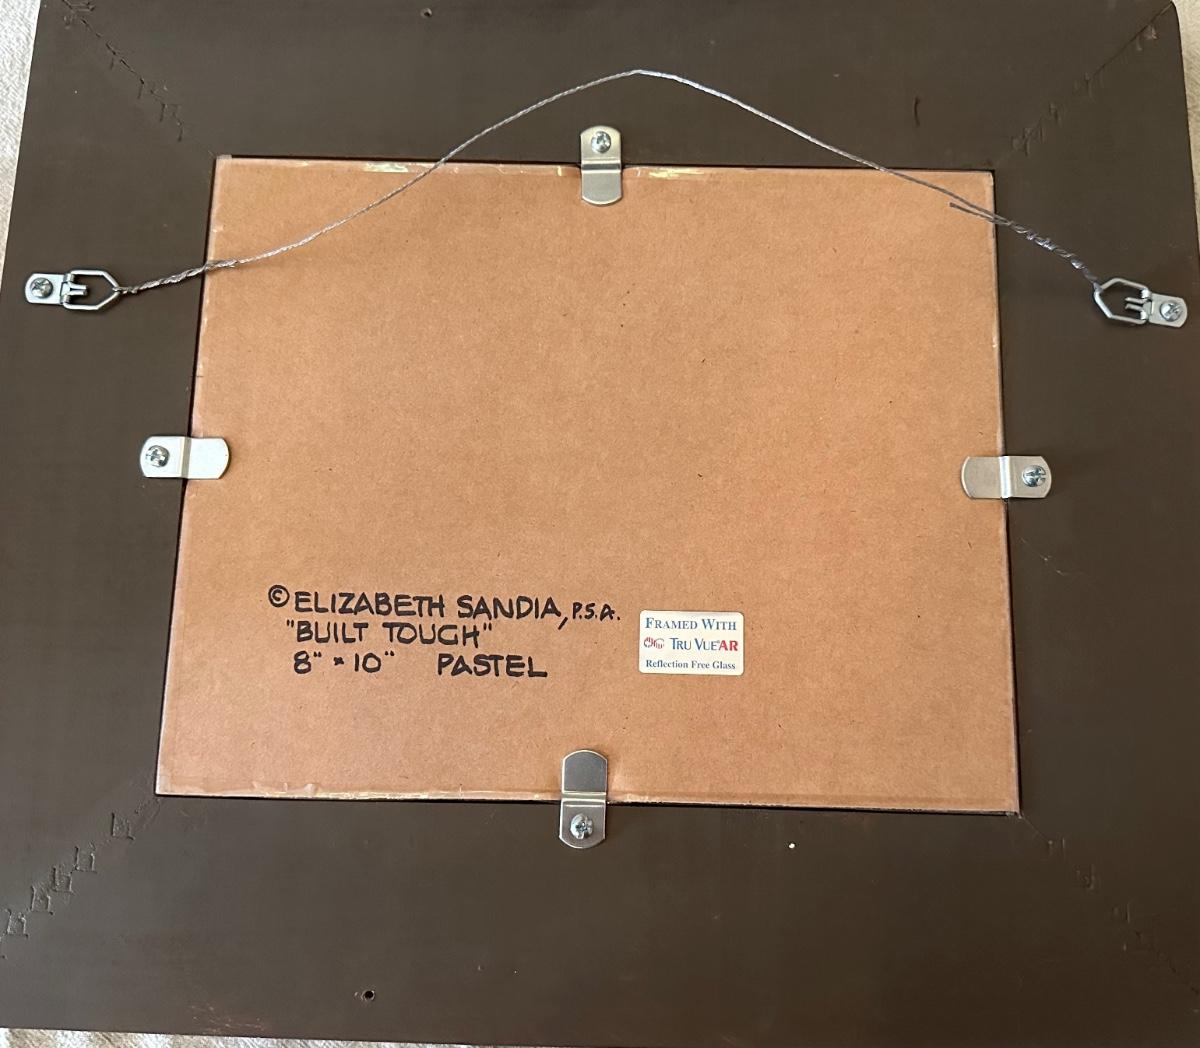 © ELIZABETH SANDIA, P.S.A.
"BUILT TOUGH"
8" x 10" PASTEL
FRAMED WITH
TRU VUE® AR
Reflection Free Glass